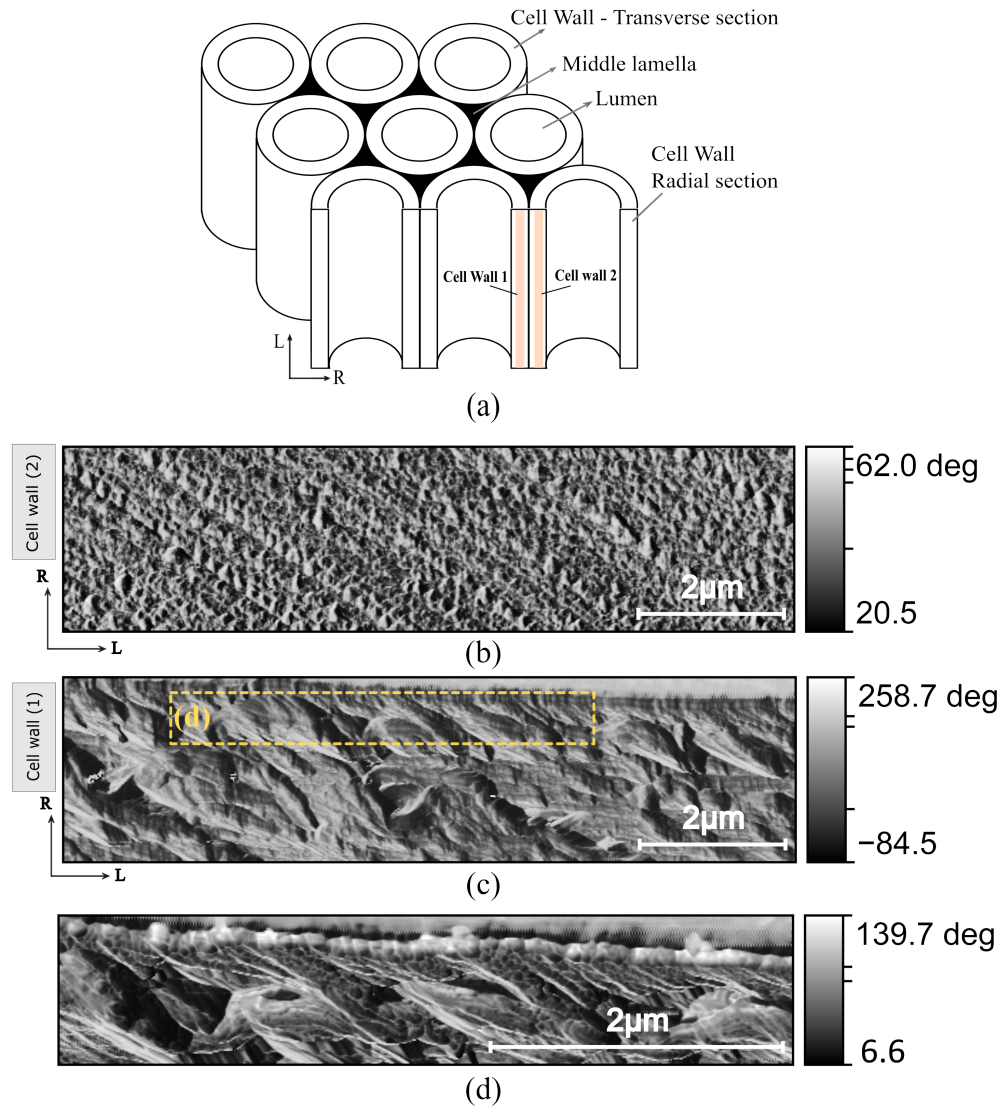 Cell Wall - Transverse section
Middle lamella
Lumen
Cell Wall
Radial section
Cell Wall 1
Cell wall 2
L
R
(a)
Cell wall (2)
62.0 deg
2μm
20.5
R
L
(b)
Cell wall (1)
258.7 deg
(d)
2μm
−84.5
R
L
(c)
139.7 deg
2μm
6.6
(d)